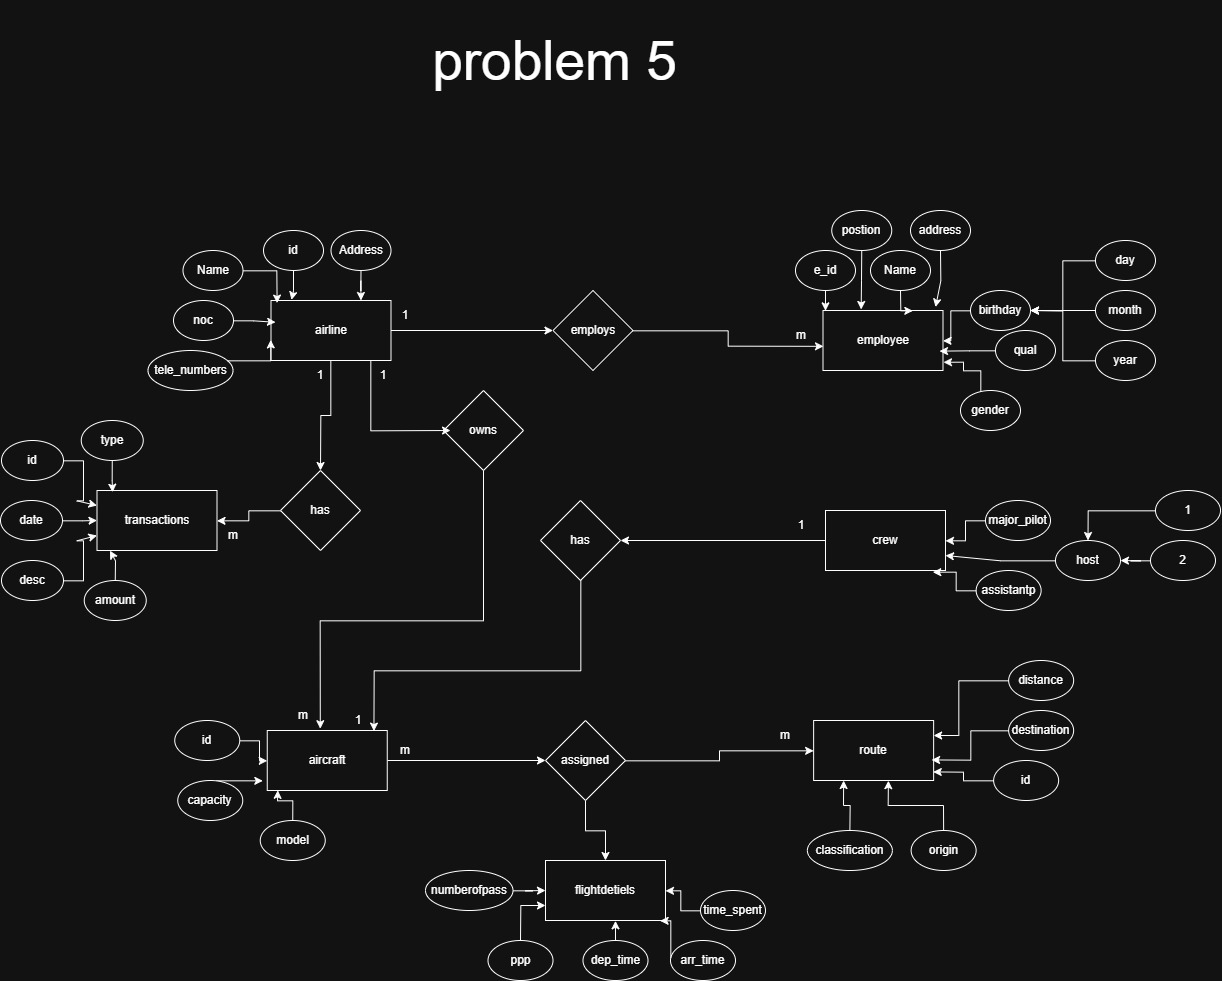 problem 5
postion
address
Name
id
Address
e_id
Name
day
noc
airline
1
employs
m
employee
birthday
month
tele_numbers
qual
year
1
1
gender
type
owns
id
date
transactions
has
m
has
1
crew
major_pilot
1
host
2
desc
amount
assistantp
distance
m
1
id
aircraft
m
assigned
m
route
destination
id
capacity
model
classification
origin
numberofpass
flightdetiels
time_spent
ppp
dep_time
arr_time